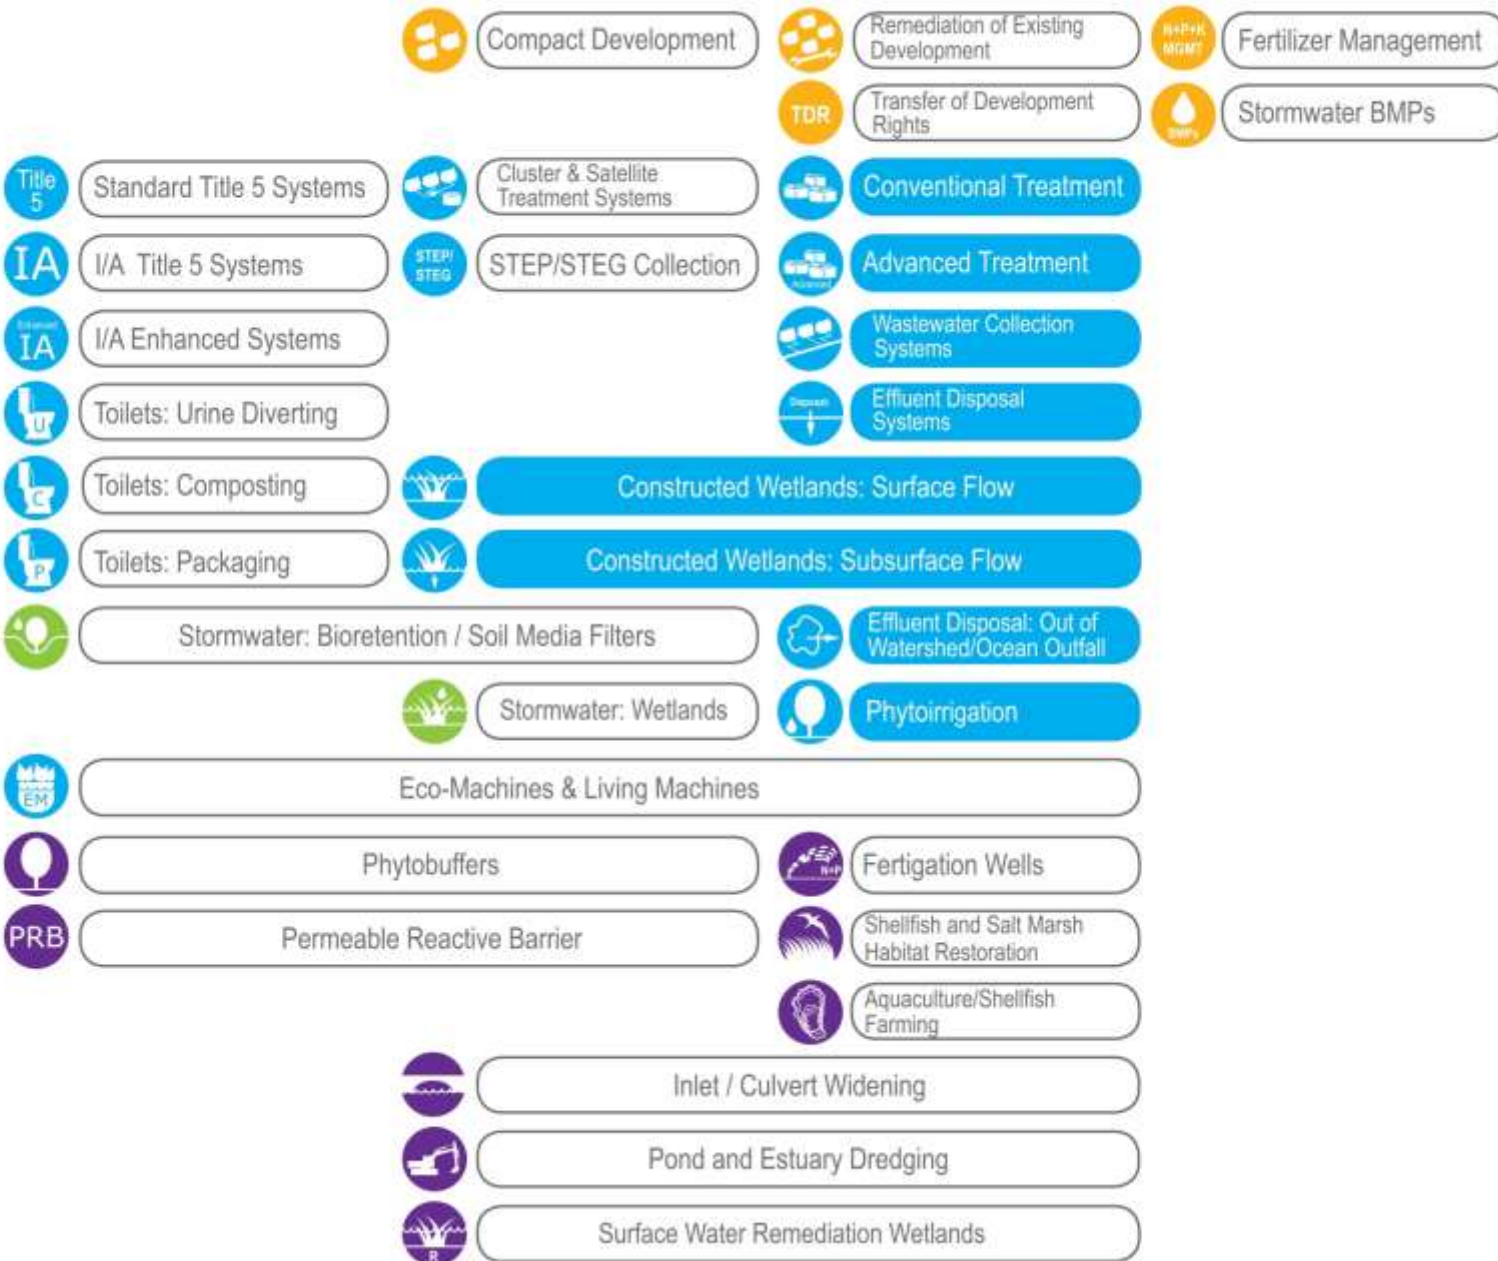 Compact Development
Remediation of Existing
Development
N+P+K
MGMT
Fertilizer Management
TDR
Transfer of Development
Rights
BMPs
Stormwater BMPs
Title
5
Standard Title 5 Systems
Cluster & Satellite
Treatment Systems
Conventional Treatment
IA
I/A Title 5 Systems
STEP/
STEG
STEP/STEG Collection
Advanced
Advanced Treatment
Enhanced
IA
I/A Enhanced Systems
Wastewater Collection
Systems
U
Toilets: Urine Diverting
Disposal
Effluent Disposal
Systems
C
Toilets: Composting
Constructed Wetlands: Surface Flow
P
Toilets: Packaging
Constructed Wetlands: Subsurface Flow
Stormwater: Bioretention / Soil Media Filters
Effluent Disposal: Out of
Watershed/Ocean Outfall
Stormwater: Wetlands
Phytoirrigation
EM
Eco-Machines & Living Machines
Phytobuffers
N+P
Fertigation Wells
PRB
Permeable Reactive Barrier
Shellfish and Salt Marsh
Habitat Restoration
Aquaculture/Shellfish
Farming
Inlet / Culvert Widening
Pond and Estuary Dredging
R
Surface Water Remediation Wetlands